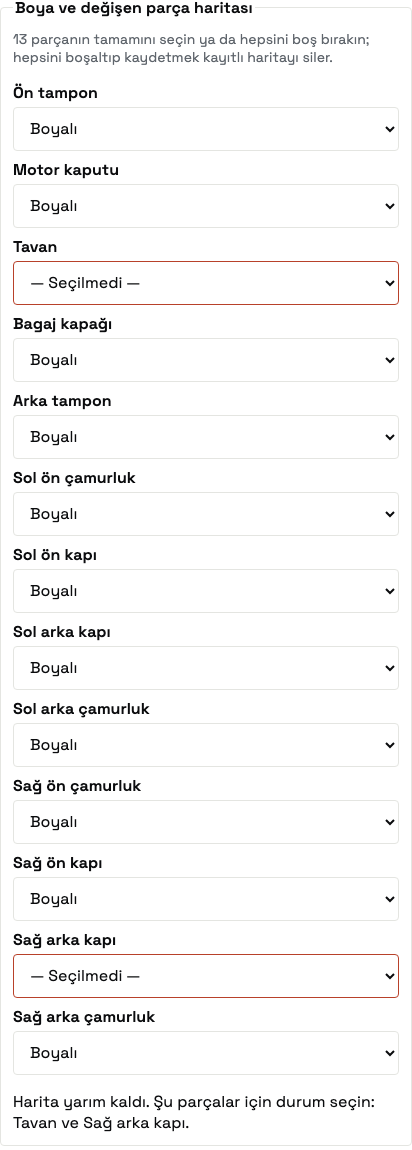 Boya ve değişen parça haritası
13 parçanın tamamını seçin ya da hepsini boş bırakın;
hepsini boşaltıp kaydetmek kayıtlı haritayı siler.
Ön tampon
Boyalı
Motor kaputu
Boyalı
Tavan
— Seçilmedi —
Bagaj kapağı
Boyalı
Arka tampon
Boyalı
Sol ön çamurluk
Boyalı
Sol ön kapı
Boyalı
Sol arka kapı
Boyalı
Sol arka çamurluk
Boyalı
Sağ ön çamurluk
Boyalı
Sağ ön kapı
Boyalı
Sağ arka kapı
— Seçilmedi —
Sağ arka çamurluk
Boyalı
Harita yarım kaldı. Şu parçalar için durum seçin:
Tavan ve Sağ arka kapı.